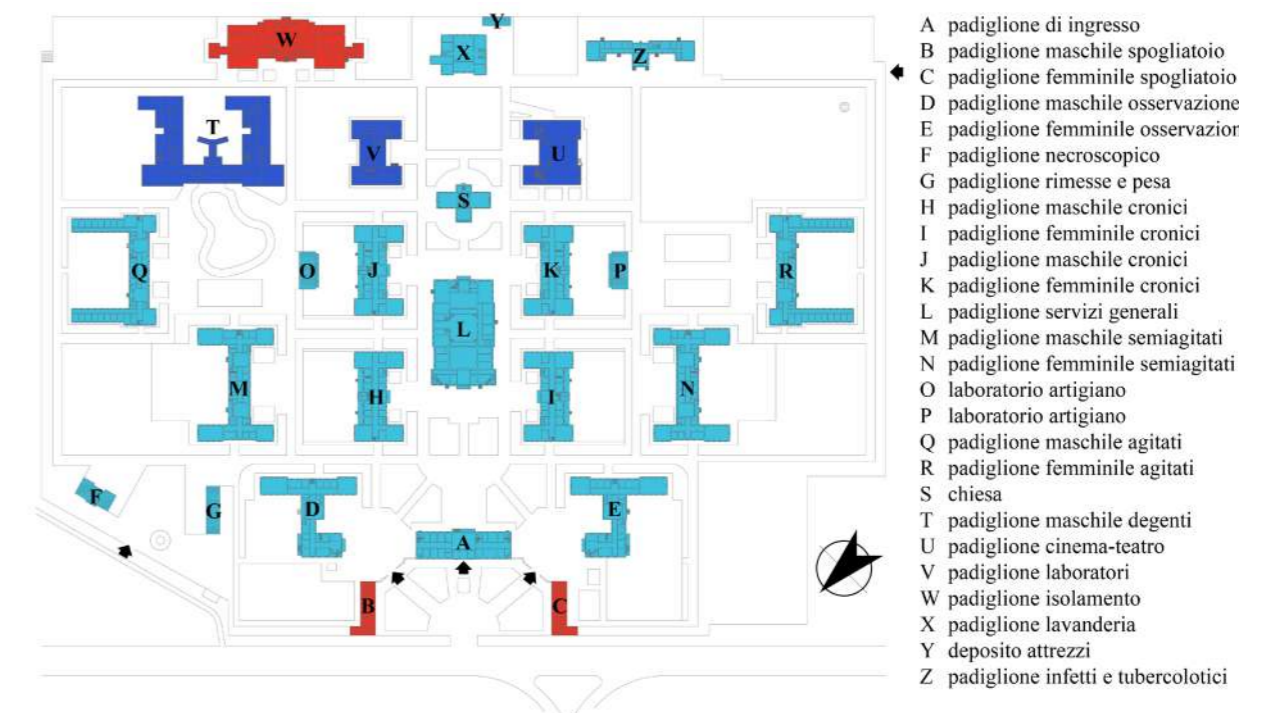 W
Y
X
Z
T
V
U
S
Q
O
J
K
P
R
L
M
H
I
N
F
G
D
E
A
B
C
A padiglione di ingresso
B padiglione maschile spogliatoio
C padiglione femminile spogliatoio
D padiglione maschile osservazione
E padiglione femminile osservazion
F padiglione necroscopico
G padiglione rimesse e pesa
H padiglione maschile cronici
I padiglione femminile cronici
J padiglione maschile cronici
K padiglione femminile cronici
L padiglione servizi generali
M padiglione maschile semiagitati
N padiglione femminile semiagitati
O laboratorio artigiano
P laboratorio artigiano
Q padiglione maschile agitati
R padiglione femminile agitati
S chiesa
T padiglione maschile degenti
U padiglione cinema-teatro
V padiglione laboratori
W padiglione isolamento
X padiglione lavanderia
Y deposito attrezzi
Z padiglione infetti e tubercolotici